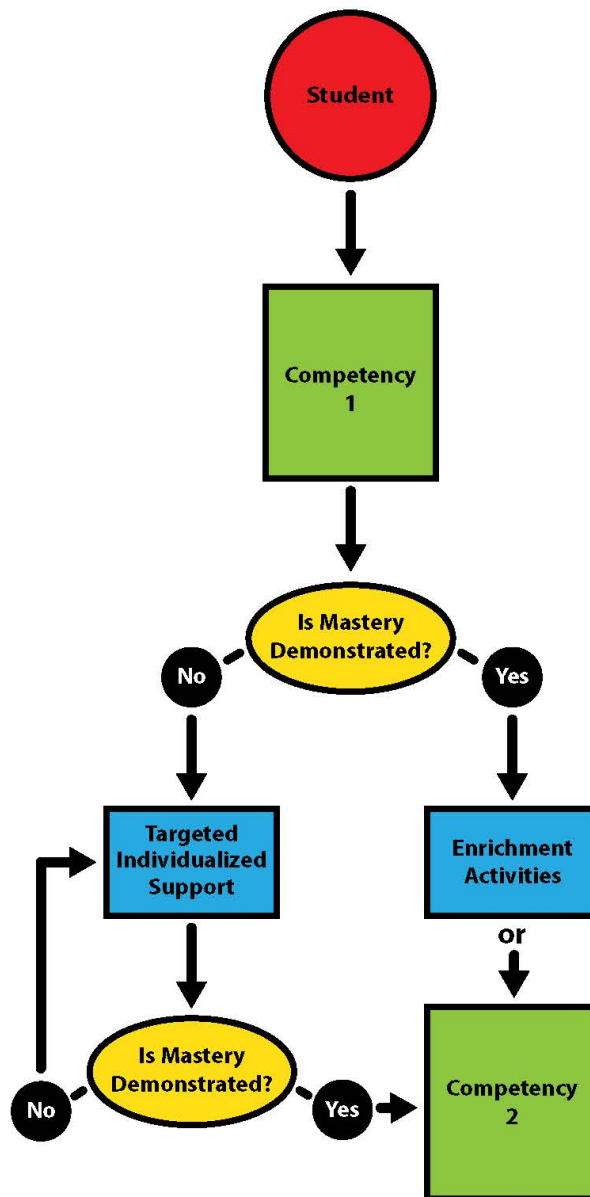 Student
Competency
1
Is Mastery
Demonstrated?
No
Yes
Targeted
Individualized
Support
Enrichment
Activities
or
Is Mastery
Demonstrated?
No
Yes
Competency
2